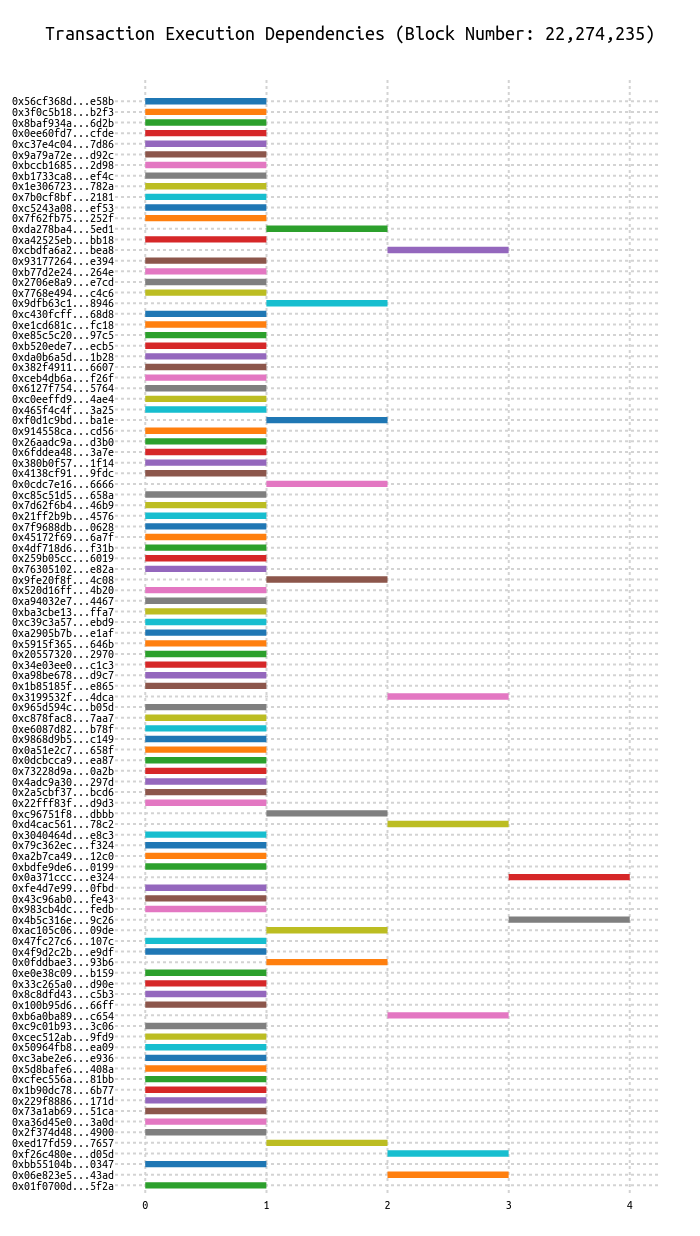 Transaction Execution Dependencies (Block Number: 22,274,235)
0x56cf368d...e58b
0x3f0c5b18...b2f3
0x8baf934a...6d2b
0x0ee60fd7...cfde
0xc37e4c04...7d86
0x9a79a72e...d92c
0xbccb1685...2d98
0xb1733ca8...ef4c
0x1e306723...782a
0x7b0cf8bf...2181
0xc5243a08...ef53
0x7f62fb75...252f
0xda278ba4...5ed1
0xa42525eb...bb18
0xcbdfa6a2...bea8
0x93177264...e394
0xb77d2e24...264e
0x2706e8a9...e7cd
0x7768e494...c4c6
0x9dfb63c1...8946
0xc430fcff...68d8
0xe1cd681c...fc18
0xe85c5c20...97c5
0xb520ede7...ecb5
0xda0b6a5d...1b28
0x382f4911...6607
0xceb4db6a...f26f
0x6127f754...5764
0xc0eeffd9...4ae4
0x465f4c4f...3a25
0xf0d1c9bd...ba1e
0x914558ca...cd56
0x26aadc9a...d3b0
0x6fddea48...3a7e
0x380b0f57...1f14
0x4138cf91...9fdc
0x0cdc7e16...6666
0xc85c51d5...658a
0x7d62f6b4...46b9
0x21ff2b9b...4576
0x7f9688db...0628
0x45172f69...6a7f
0x4df718d6...f31b
0x259b05cc...6019
0x76305102...e82a
0x9fe20f8f...4c08
0x520d16ff...4b20
0xa94032e7...4467
0xba3cbe13...ffa7
0xc39c3a57...ebd9
0xa2905b7b...e1af
0x5915f365...646b
0x20557320...2970
0x34e03ee0...c1c3
0xa98be678...d9c7
0x1b85185f...e865
0x3199532f...4dca
0x965d594c...b05d
0xc878fac8...7aa7
0xe6087d82...b78f
0x9868d9b5...c149
0x0a51e2c7...658f
0x0dcbcca9...ea87
0x73228d9a...0a2b
0x4adc9a30...297d
0x2a5cbf37...bcd6
0x22fff83f...d9d3
0xc96751f8...dbbb
0xd4cac561...78c2
0x3040464d...e8c3
0x79c362ec...f324
0xa2b7ca49...12c0
0xbdfe9de6...0199
0x0a371ccc...e324
0xfe4d7e99...0fbd
0x43c96ab0...fe43
0x983cb4dc...fedb
0x4b5c316e...9c26
0xac105c06...09de
0x47fc27c6...107c
0x4f9d2c2b...e9df
0x0fddbae3...93b6
0xe0e38c09...b159
0x33c265a0...d90e
0x8c8dfd43...c5b3
0x100b95d6...66ff
0xb6a0ba89...c654
0xc9c01b93...3c06
0xcec512ab...9fd9
0x50964fb8...ea09
0xc3abe2e6...e936
0x5d8bafe6...408a
0xcfec556a...81bb
0x1b90dc78...6b77
0x229f8886...171d
0x73a1ab69...51ca
0xa36d45e0...3a0d
0x2f374d48...4900
0xed17fd59...7657
0xf26c480e...d05d
0xbb55104b...0347
0x06e823e5...43ad
0x01f0700d...5f2a
0 1 2 3 4